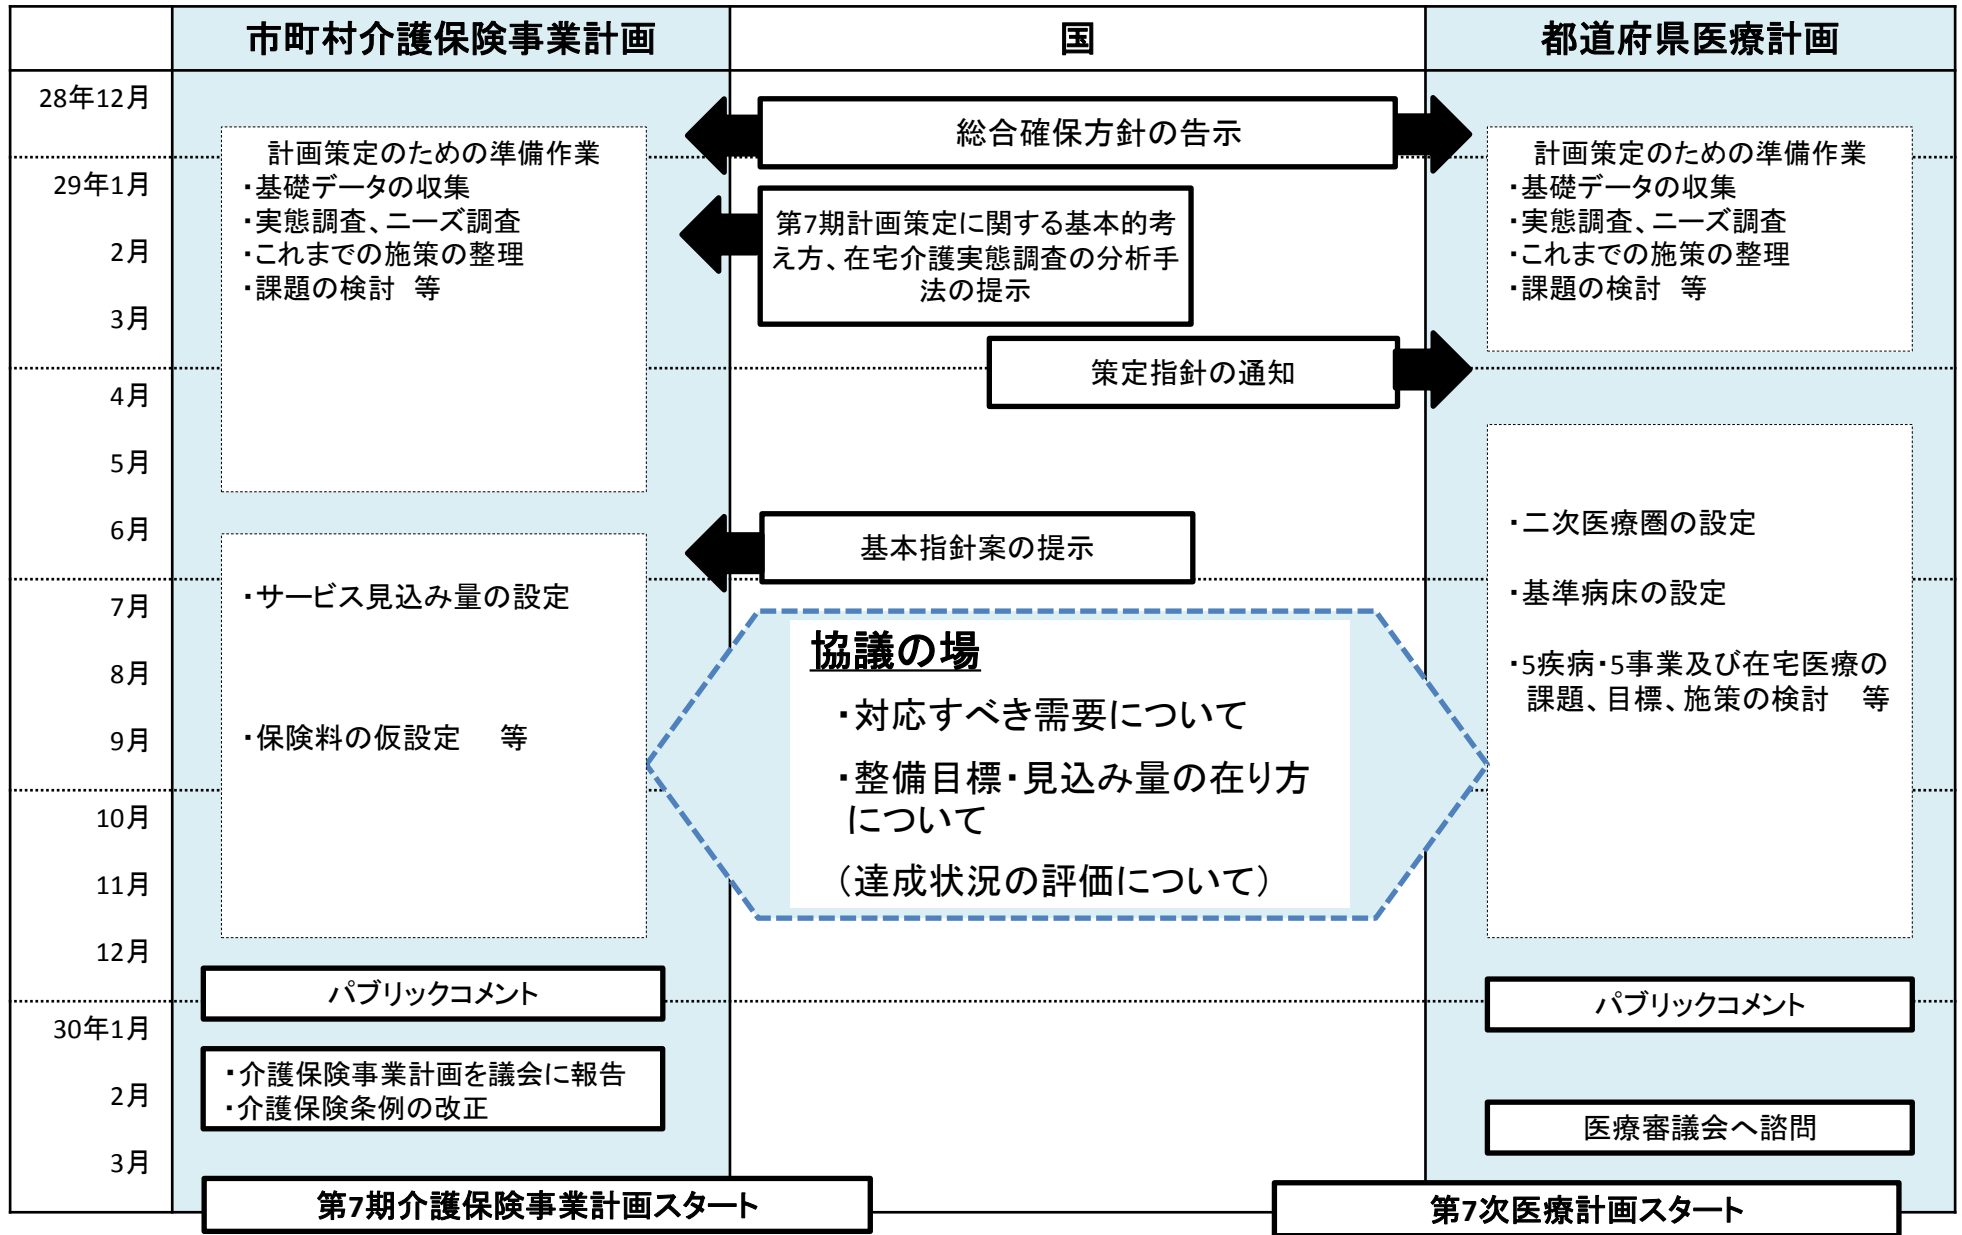 市町村介護保険事業計画
国
都道府県医療計画
28年12月
29年1月
2月
3月
4月
5月
6月
7月
8月
9月
10月
11月
12月
30年1月
2月
3月
計画策定のための準備作業
・基礎データの収集
・実態調査、ニーズ調査
・これまでの施策の整理
・課題の検討 等
・サービス見込み量の設定
・保険料の仮設定 等
パブリックコメント
・介護保険事業計画を議会に報告
・介護保険条例の改正
第7期介護保険事業計画スタート
総合確保方針の告示
第7期計画策定に関する基本的考
え方、在宅介護実態調査の分析手
法の提示
策定指針の通知
基本指針案の提示
協議の場
・対応すべき需要について
・整備目標・見込み量の在り方
について
（達成状況の評価について）
計画策定のための準備作業
・基礎データの収集
・実態調査、ニーズ調査
・これまでの施策の整理
・課題の検討 等
・二次医療圏の設定
・基準病床の設定
・5疾病・5事業及び在宅医療の
課題、目標、施策の検討 等
パブリックコメント
医療審議会へ諮問
第7次医療計画スタート